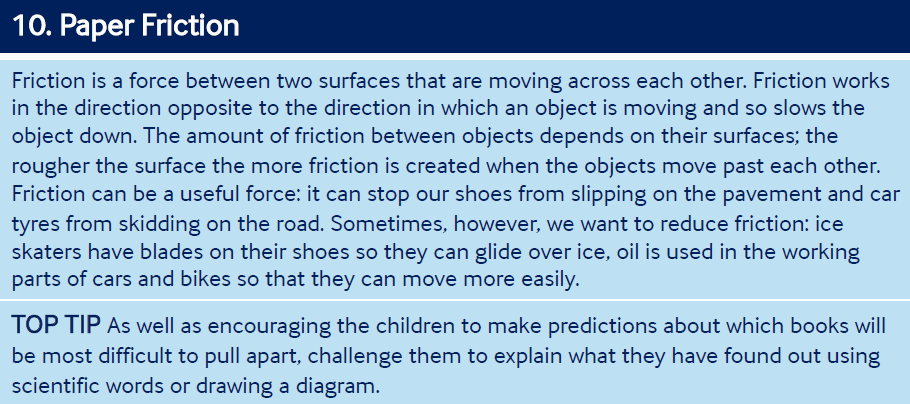 10. Paper Friction
Friction is a force between two surfaces that are moving across each other. Friction works
in the direction opposite to the direction in which an object is moving and so slows the
object down. The amount of friction between objects depends on their surfaces; the
rougher the surface the more friction is created when the objects move past each other.
Friction can be a useful force: it can stop our shoes from slipping on the pavement and car
tyres from skidding on the road. Sometimes, however, we want to reduce friction: ice
skaters have blades on their shoes so they can glide over ice, oil is used in the working
parts of cars and bikes so that they can move more easily.
TOP TIP As well as encouraging the children to make predictions about which books will
be most difficult to pull apart, challenge them to explain what they have found out using
scientific words or drawing a diagram.